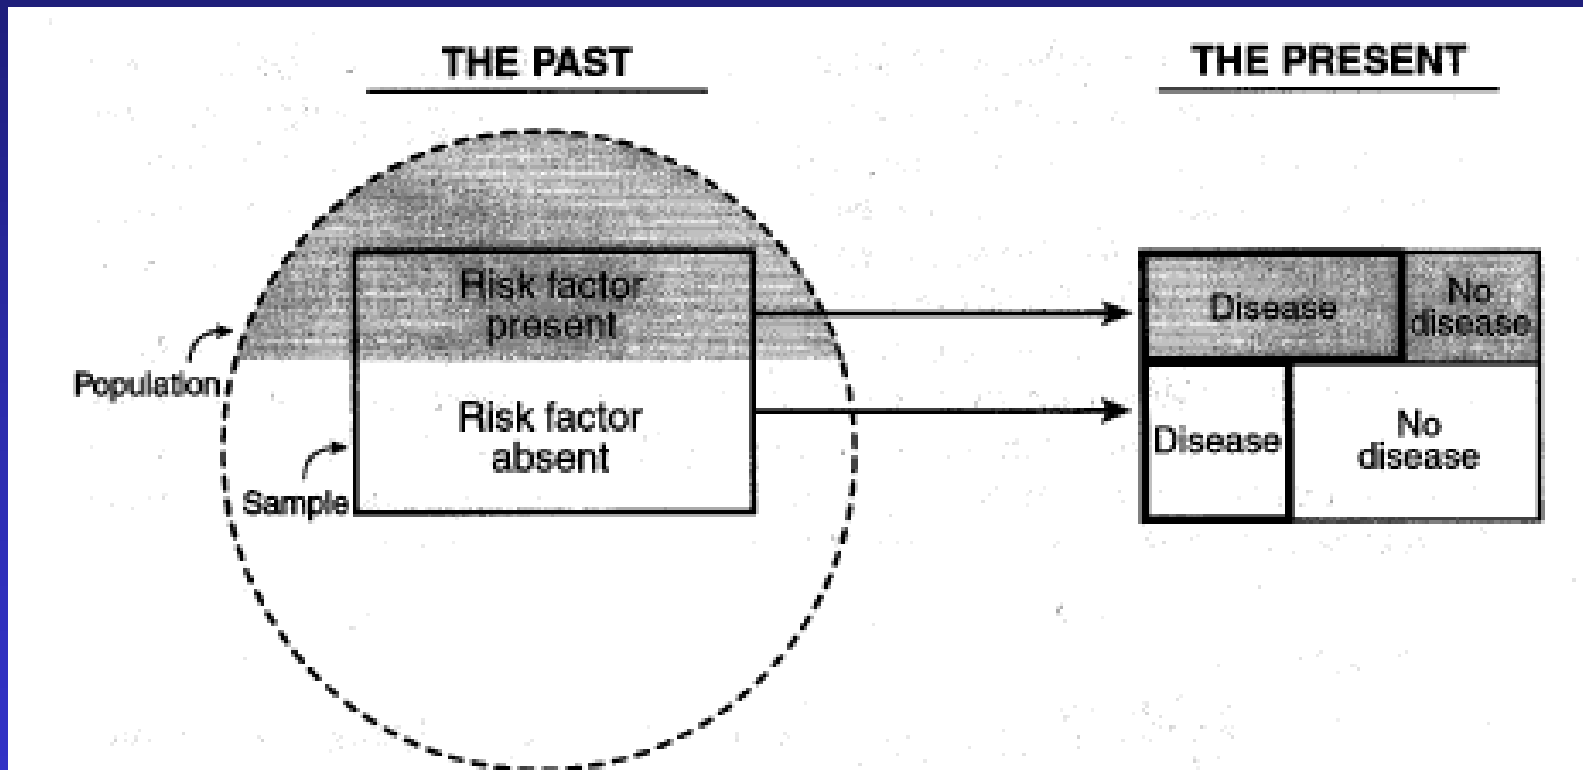 THE PAST
THE PRESENT
Risk factor
present
Population
Risk factor
absent
Sample
Disease
No
disease
Disease
No
disease